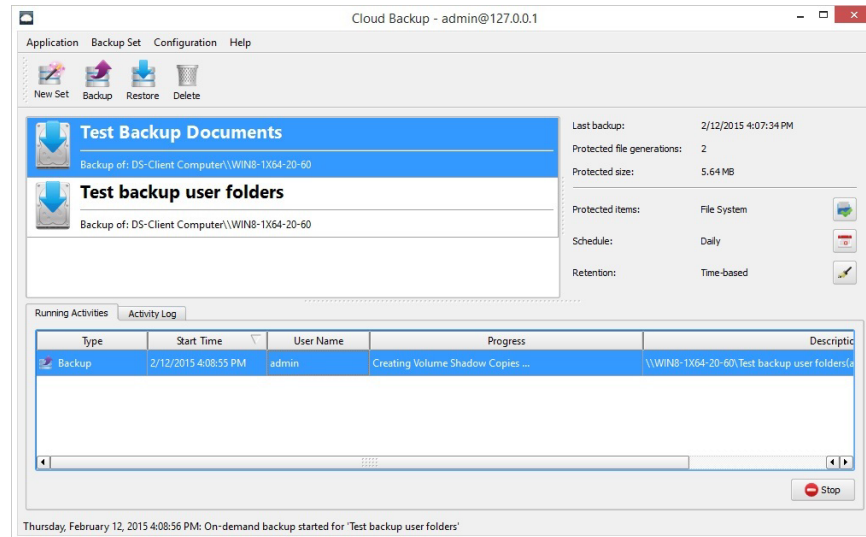 Cloud Backup - admin@127.0.0.1
Application Backup Set Configuration Help
New Set Backup Restore Delete
Test Backup Documents
Backup of: DS-Client Computer\\WIN8-1X64-20-60
Test backup user folders
Backup of: DS-Client Computer\\WIN8-1X64-20-60
Last backup: 2/12/2015 4:07:34 PM
Protected file generations: 2
Protected size: 5.64 MB
Protected items: File System
Schedule: Daily
Retention: Time-based
Running Activities Activity Log
Type Start Time User Name Progress Descriptic
Backup 2/12/2015 4:08:55 PM admin Creating Volume Shadow Copies ... \\WIN8-1X64-20-60\Test backup user folders(a
Stop
Thursday, February 12, 2015 4:08:56 PM: On-demand backup started for 'Test backup user folders'